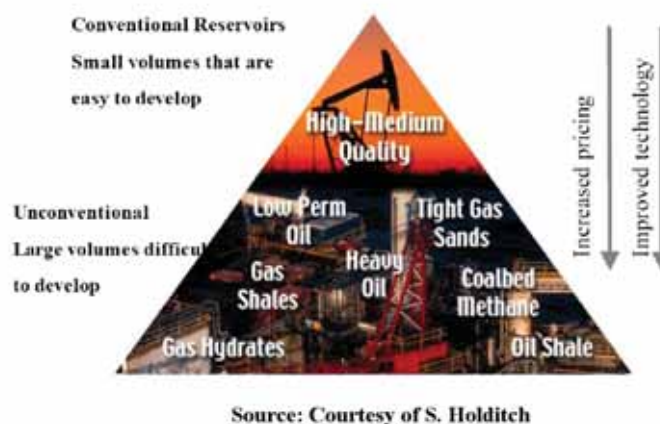 Conventional Reservoirs
Small volumes that are
easy to develop
High-Medium
Quality
Increased pricing
Improved technology
Unconventional
Large volumes difficul
to develop
Low Perm
Oil
Tight Gas
Sands
Gas
Shales
Heavy
Oil
Coalbed
Methane
Gas Hydrates
Oil Shale
Source: Courtesy of S. Holditch